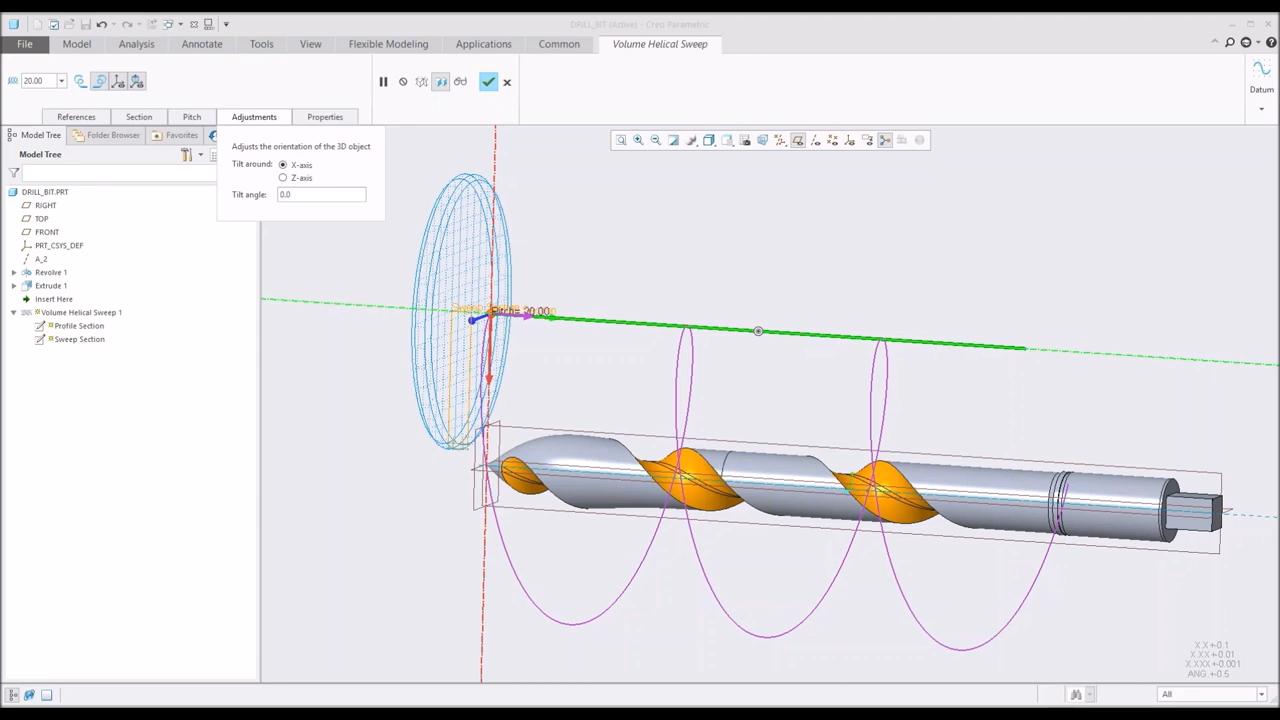 DRILL_BIT (Active) - Creo Parametric
File Model Analysis Annotate Tools View Flexible Modeling Applications Common Volume Helical Sweep
20.00
Datum
References Section Pitch Adjustments Properties
Model Tree Folder Browser Favorites
Model Tree
Adjusts the orientation of the 3D object
Tilt around: X-axis
Z-axis
Tilt angle: 0.0
DRILL_BIT.PRT
RIGHT
TOP
FRONT
PRT_CSYS_DEF
A_2
Revolve 1
Extrude 1
Insert Here
Volume Helical Sweep 1
Profile Section
Sweep Section
Pitch= 20.00
X.X+-0.1
X.XX+-0.01
X.XXX+-0.001
ANG.+-0.5
All